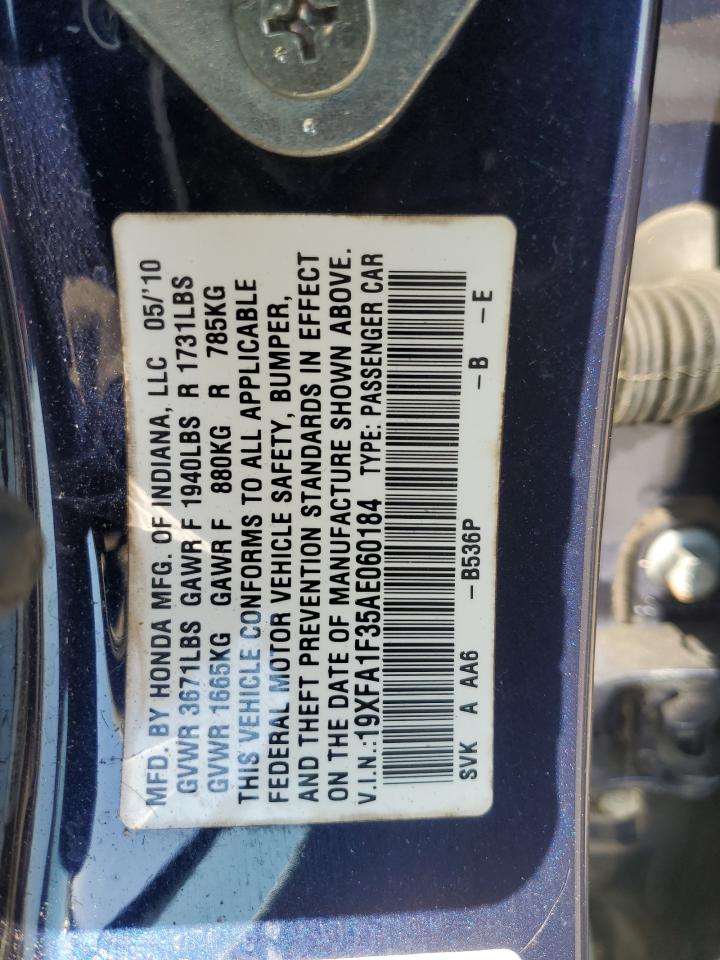 MFD. BY HONDA MFG. OF INDIANA, LLC 05/'10
GVWR 3671LBS GAWR F 1940LBS R 1731LBS
GVWR 1665KG GAWR F 880KG R 785KG
THIS VEHICLE CONFORMS TO ALL APPLICABLE
FEDERAL MOTOR VEHICLE SAFETY, BUMPER,
AND THEFT PREVENTION STANDARDS IN EFFECT
ON THE DATE OF MANUFACTURE SHOWN ABOVE.
V.I.N.:19XFA1F35AE060184 TYPE: PASSENGER CAR
SVK A AA6 –B536P –B –E